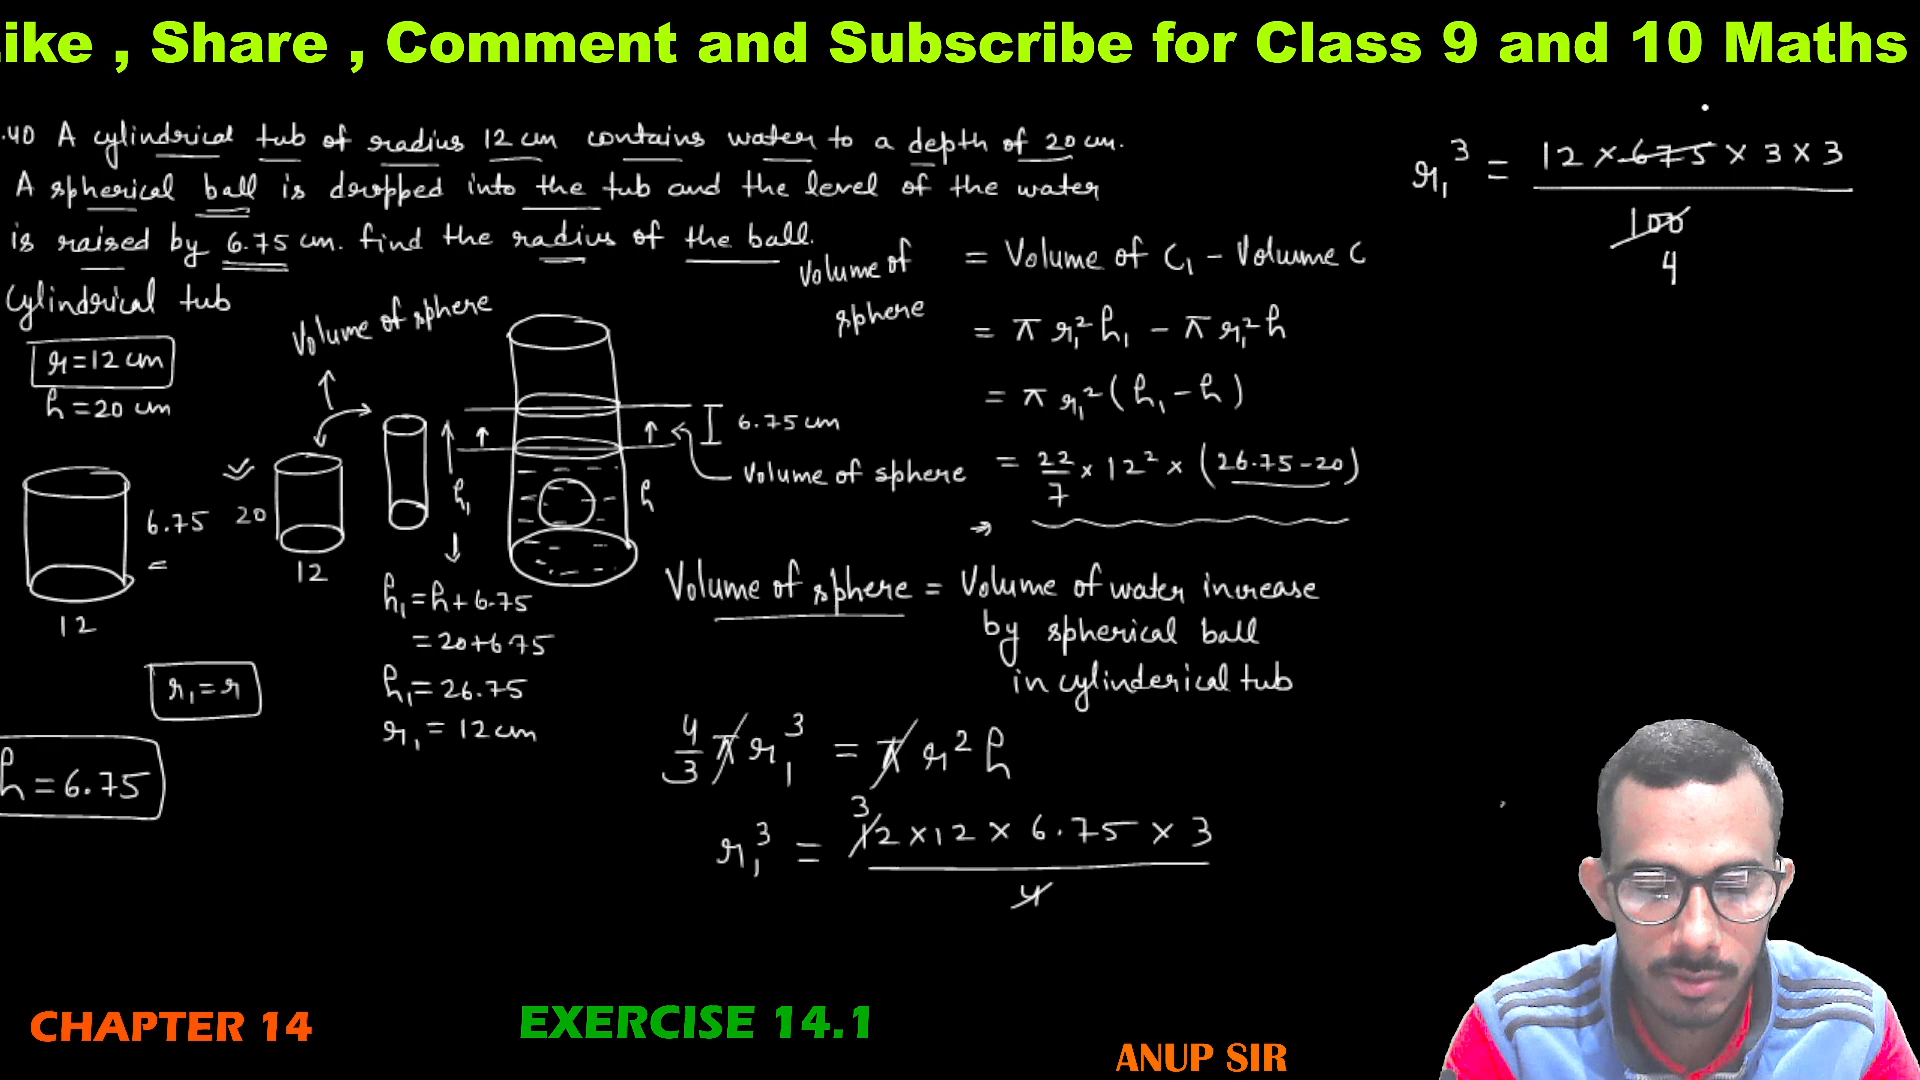 ike , Share , Comment and Subscribe for Class 9 and 10 Maths
.40 A cylindrical tub of radius 12 cm contains water to a depth of 20 cm.
A spherical ball is dropped into the tub and the level of the water
is raised by 6.75 cm. find the radius of the ball.
Cylindrical tub
r = 12 cm
h = 20 cm
Volume of sphere
6.75
=
12
20
12
h₁
h
6.75 cm
Volume of sphere
h₁ = h + 6.75
= 20 + 6.75
h₁ = 26.75
r₁ = 12 cm
r₁ = r
h = 6.75
Volume of sphere = Volume of C₁ - Volume C
= π r₁² h₁ - π r₁² h
= π r₁² (h₁ - h)
= 22/7 × 12² × (26.75 - 20)
Volume of sphere = Volume of water increase
by spherical ball
in cylinderical tub
4/3 π r₁³ = π r² h
r₁³ = 12 × 12 × 6.75 × 3 / 4
3
r₁³ = 12 × 675 × 3 × 3 / 100
4
CHAPTER 14
EXERCISE 14.1
ANUP SIR